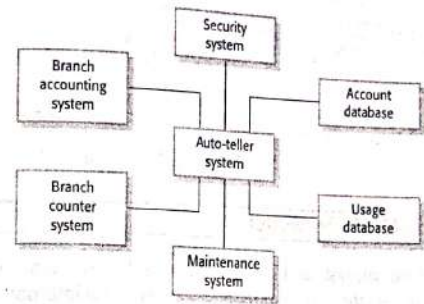 Security
system
Branch
accounting
system
Account
database
Auto-teller
system
Branch
counter
system
Usage
database
Maintenance
system